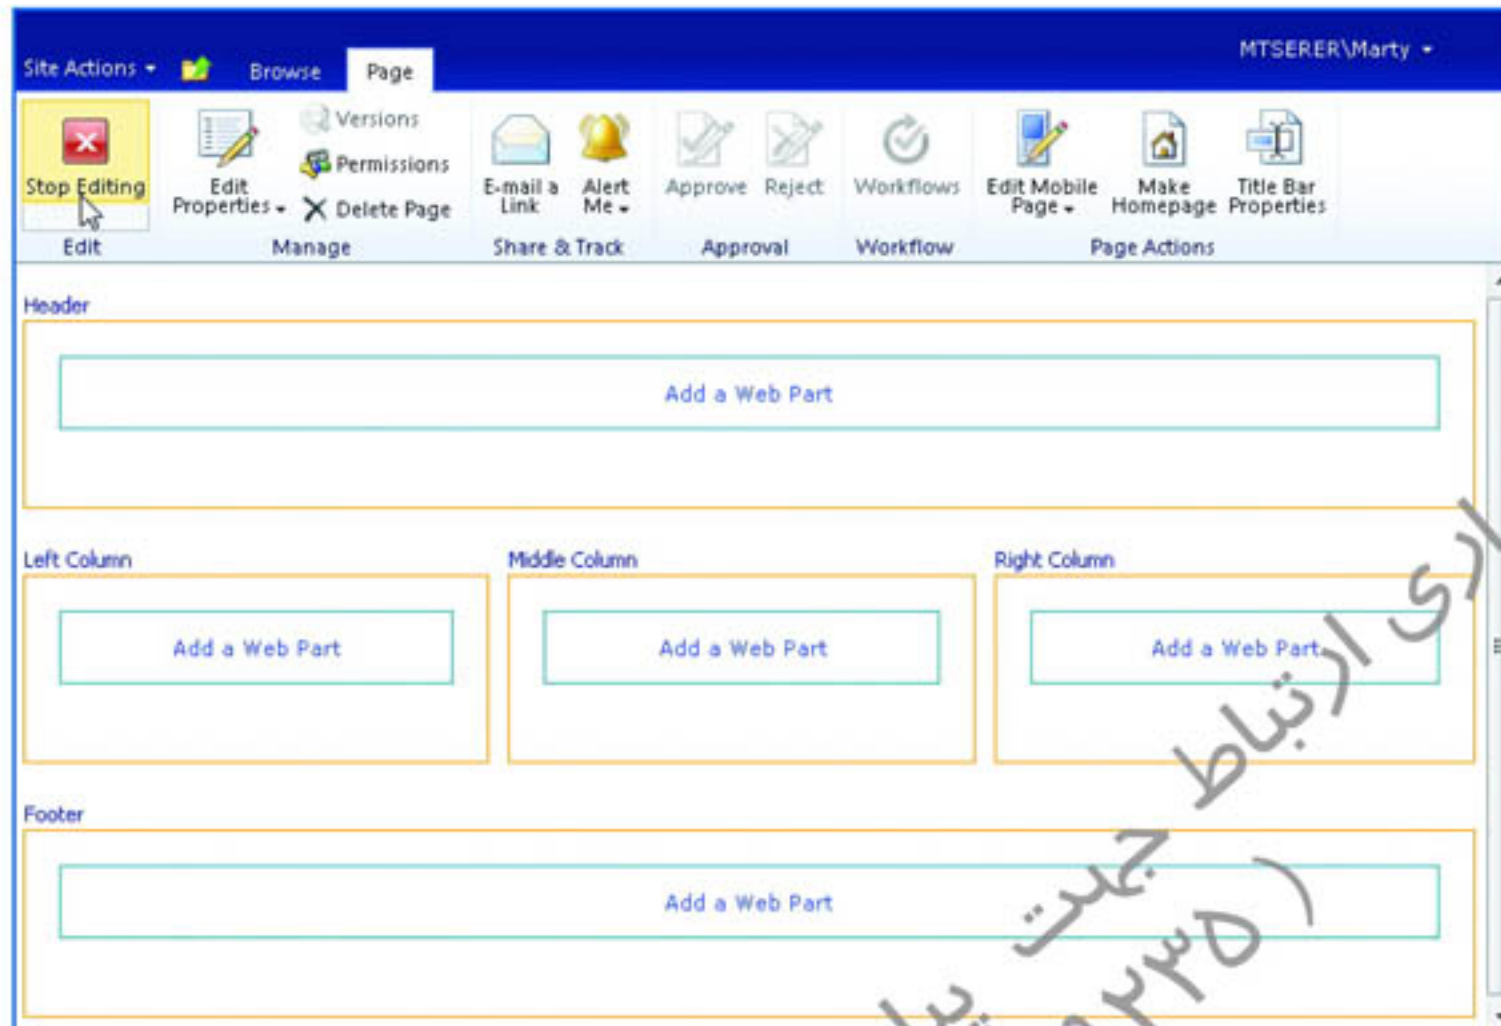 MTSERER\Marty
Site Actions Browse Page
Versions
Permissions
Delete Page
Stop Editing
Edit Properties
E-mail a Link
Alert Me
Approve Reject Workflows
Edit Mobile Page
Make Homepage
Title Bar Properties
Edit Manage Share & Track Approval Workflow Page Actions
Header
Add a Web Part
Left Column Middle Column Right Column
Add a Web Part Add a Web Part Add a Web Part
Footer
Add a Web Part
ارتباط
جهت